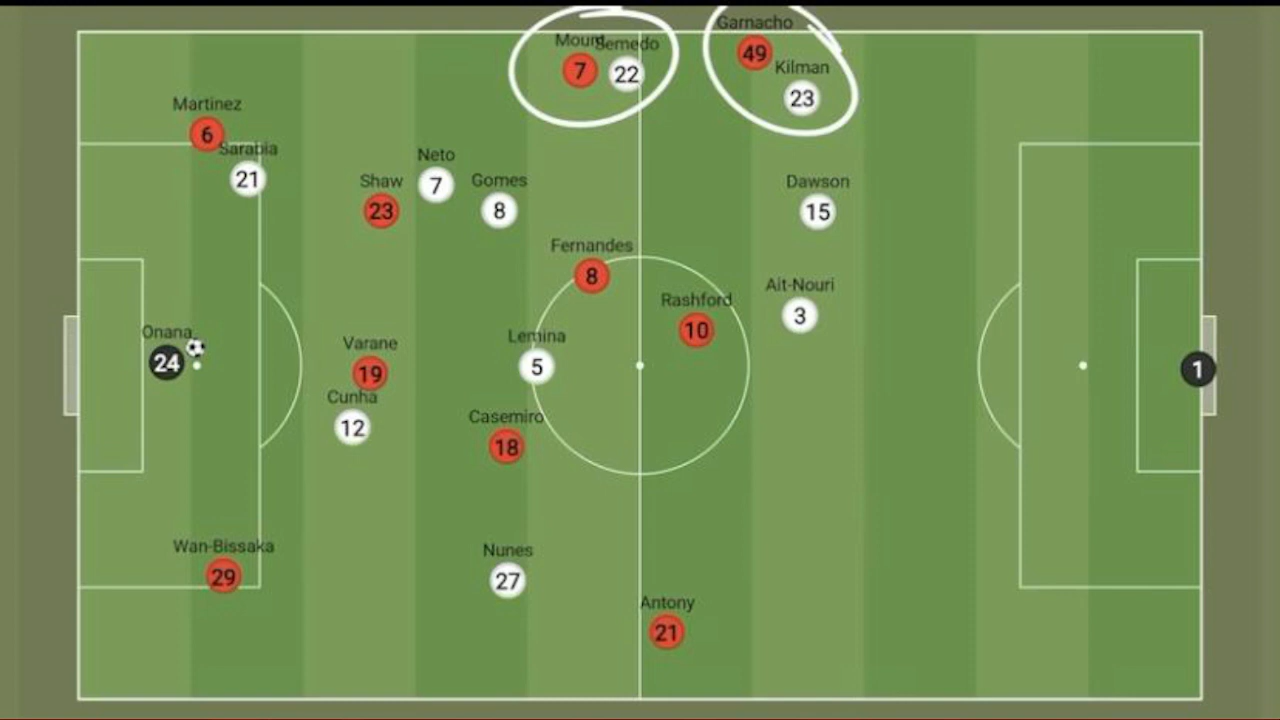 Garnacho
49
Mount
Semedo
7
22
Kilman
23
Martinez
6
Sarabia
21
Neto
7
Shaw
23
Gomes
8
Dawson
15
Fernandes
8
Rashford
10
Ait-Nouri
3
Onana
24
Varane
19
Lemina
5
1
Cunha
12
Casemiro
18
Wan-Bissaka
29
Nunes
27
Antony
21